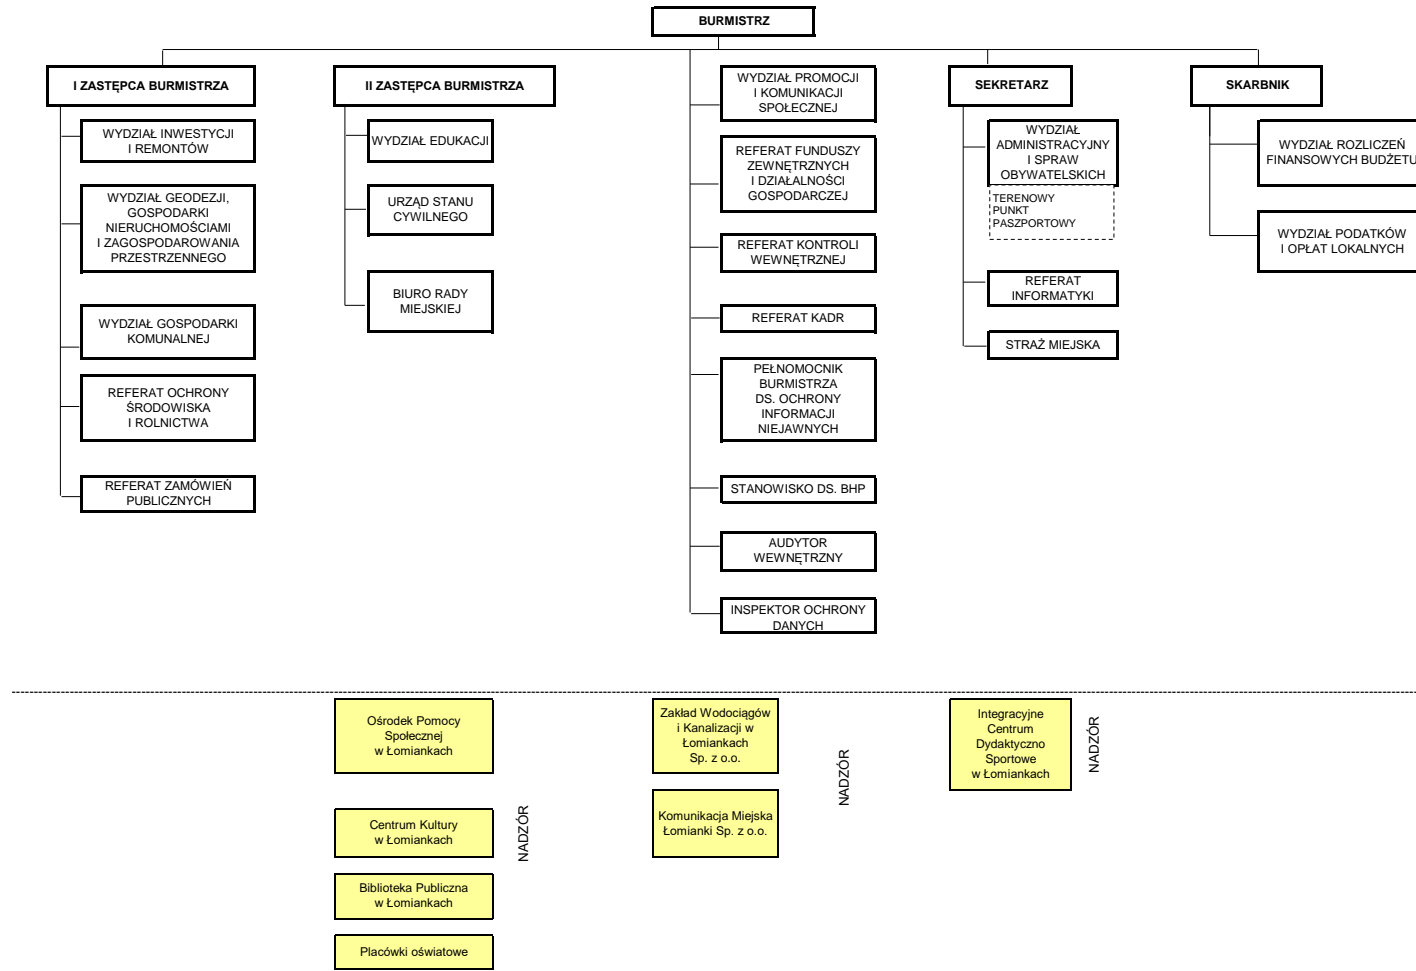 BURMISTRZ
I ZASTĘPCA BURMISTRZA
WYDZIAŁ INWESTYCJI
I REMONTÓW
WYDZIAŁ GEODEZJI,
GOSPODARKI
NIERUCHOMOŚCIAMI
I ZAGOSPODAROWANIA
PRZESTRZENNEGO
WYDZIAŁ GOSPODARKI
KOMUNALNEJ
REFERAT OCHRONY
ŚRODOWISKA
I ROLNICTWA
REFERAT ZAMÓWIEŃ
PUBLICZNYCH
II ZASTĘPCA BURMISTRZA
WYDZIAŁ EDUKACJI
URZĄD STANU
CYWILNEGO
BIURO RADY
MIEJSKIEJ
WYDZIAŁ PROMOCJI
I KOMUNIKACJI
SPOŁECZNEJ
REFERAT FUNDUSZY
ZEWNĘTRZNYCH
I DZIAŁALNOŚCI
GOSPODARCZEJ
REFERAT KONTROLI
WEWNĘTRZNEJ
REFERAT KADR
PEŁNOMOCNIK
BURMISTRZA
DS. OCHRONY
INFORMACJI
NIEJAWNYCH
STANOWISKO DS. BHP
AUDYTOR
WEWNĘTRZNY
INSPEKTOR OCHRONY
DANYCH
SEKRETARZ
WYDZIAŁ
ADMINISTRACYJNY
I SPRAW
OBYWATELSKICH
TERENOWY
PUNKT
PASZPORTOWY
REFERAT
INFORMATYKI
STRAŻ MIEJSKA
SKARBNIK
WYDZIAŁ ROZLICZEŃ
FINANSOWYCH BUDŻETU
WYDZIAŁ PODATKÓW
I OPŁAT LOKALNYCH
Ośrodek Pomocy
Społecznej
w Łomiankach
Centrum Kultury
w Łomiankach
Biblioteka Publiczna
w Łomiankach
Placówki oświatowe
NADZÓR
Zakład Wodociągów
i Kanalizacji w
Łomiankach
Sp. z o.o.
Komunikacja Miejska
Łomianki Sp. z o.o.
NADZÓR
Integracyjne
Centrum
Dydaktyczno
Sportowe
w Łomiankach
NADZÓR